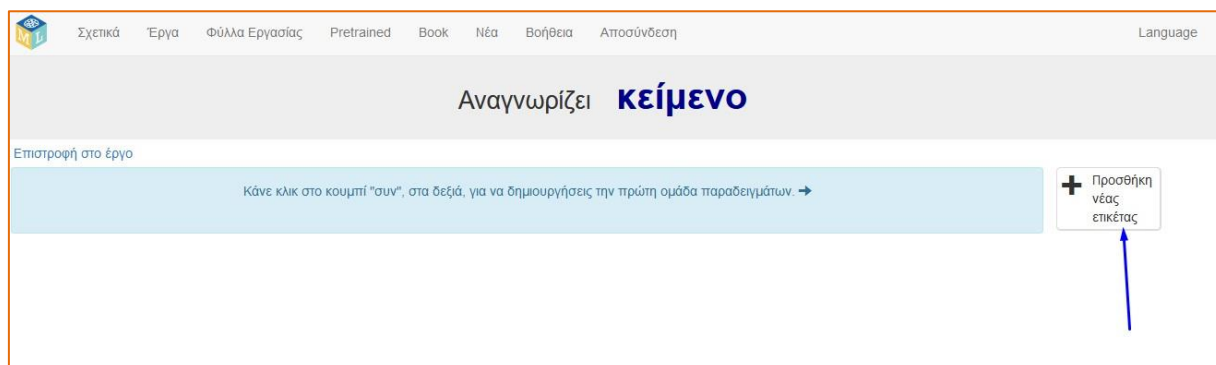 ML Σχετικά Έργα Φύλλα Εργασίας Pretrained Book Νέα Βοήθεια Αποσύνδεση Language
Αναγνωρίζει κείμενο
Επιστροφή στο έργο
Κάνε κλικ στο κουμπί "συν", στα δεξιά, για να δημιουργήσεις την πρώτη ομάδα παραδειγμάτων.
Προσθήκη
νέας
ετικέτας